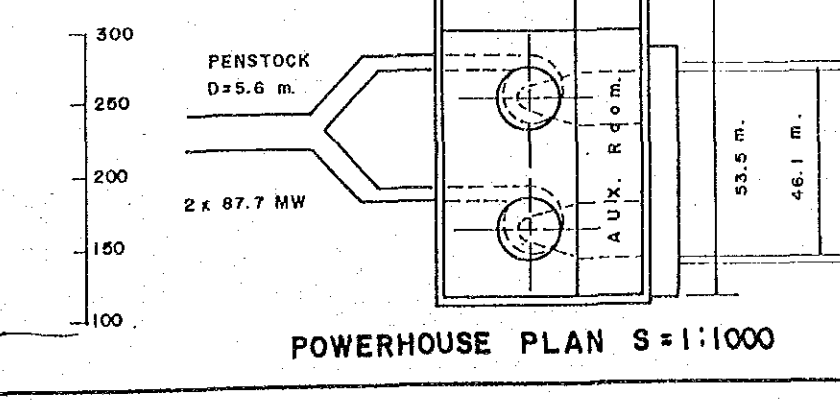 300
PENSTOCK
D=5.6 m.
250
200
2 x 87.7 MW
150
100
AUX. Room.
53.5 m.
46.1 m.
POWERHOUSE PLAN S=1:1000